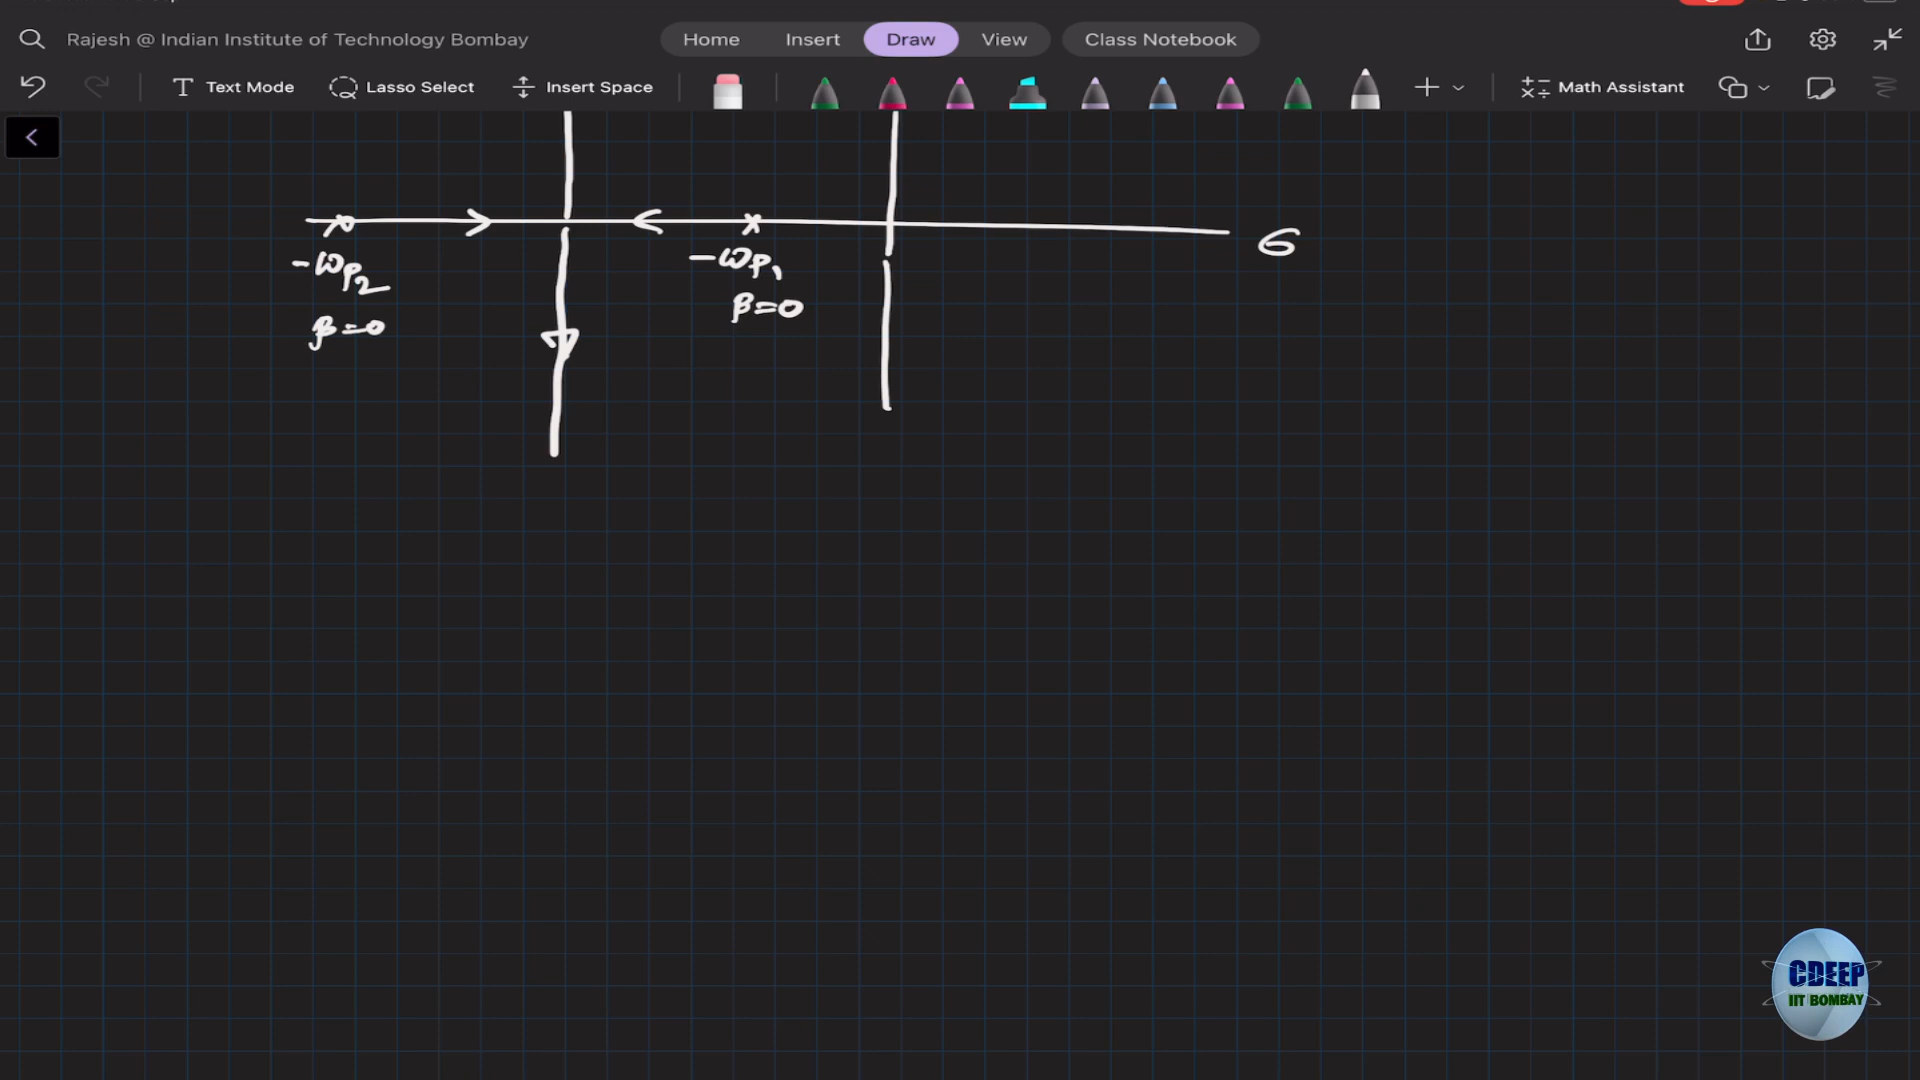 Rajesh @ Indian Institute of Technology Bombay
Home Insert Draw View Class Notebook
Text Mode Lasso Select Insert Space Math Assistant
σ
-ωp₂ -ωp₁
β=0 β=0
CDEEP
IIT BOMBAY